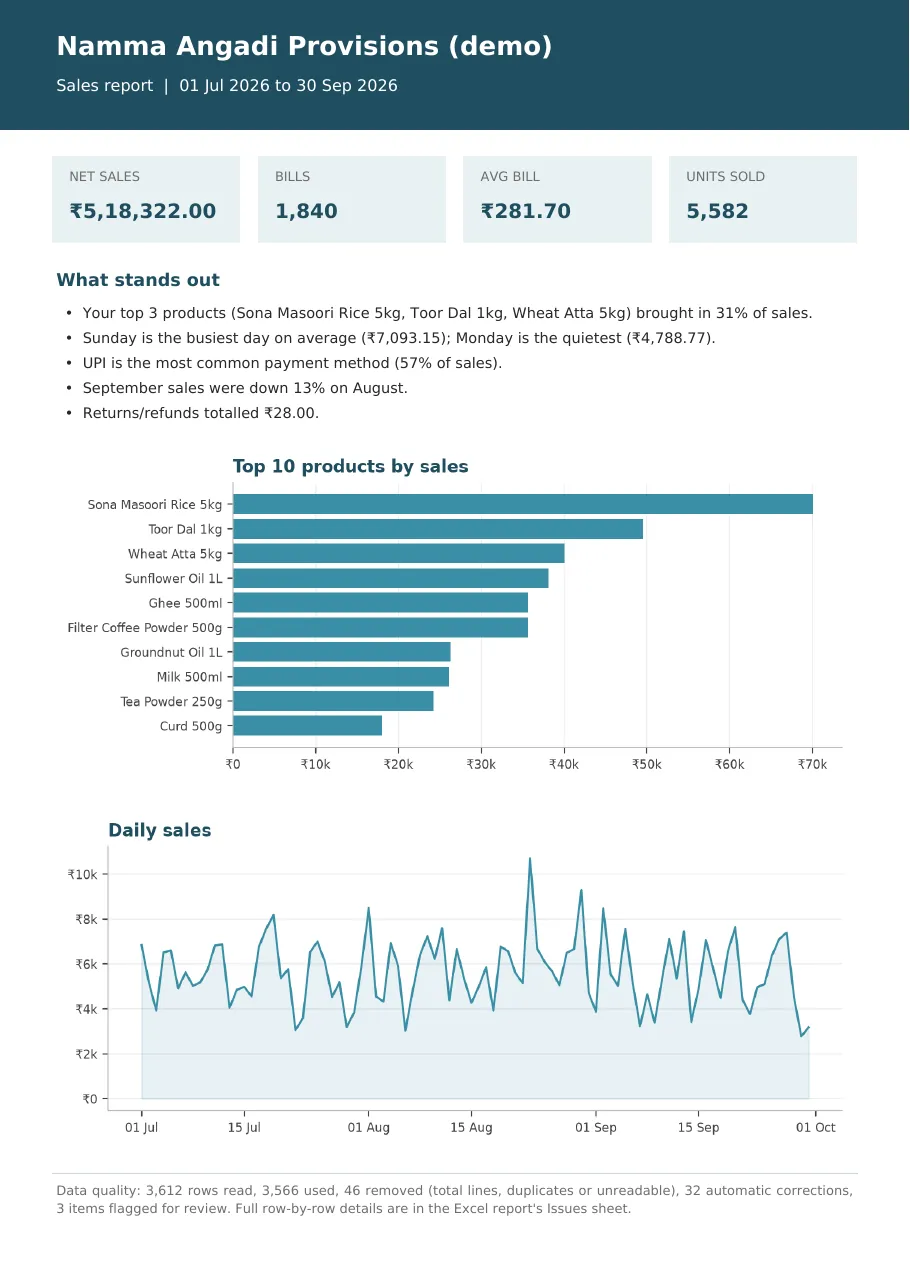 Namma Angadi Provisions (demo)
Sales report | 01 Jul 2026 to 30 Sep 2026
NET SALES
₹5,18,322.00
BILLS
1,840
AVG BILL
₹281.70
UNITS SOLD
5,582
What stands out
• Your top 3 products (Sona Masoori Rice 5kg, Toor Dal 1kg, Wheat Atta 5kg) brought in 31% of sales.
• Sunday is the busiest day on average (₹7,093.15); Monday is the quietest (₹4,788.77).
• UPI is the most common payment method (57% of sales).
• September sales were down 13% on August.
• Returns/refunds totalled ₹28.00.
Top 10 products by sales
Sona Masoori Rice 5kg
Toor Dal 1kg
Wheat Atta 5kg
Sunflower Oil 1L
Ghee 500ml
Filter Coffee Powder 500g
Groundnut Oil 1L
Milk 500ml
Tea Powder 250g
Curd 500g
₹0 ₹10k ₹20k ₹30k ₹40k ₹50k ₹60k ₹70k
Daily sales
₹10k
₹8k
₹6k
₹4k
₹2k
₹0
01 Jul 15 Jul 01 Aug 15 Aug 01 Sep 15 Sep 01 Oct
Data quality: 3,612 rows read, 3,566 used, 46 removed (total lines, duplicates or unreadable), 32 automatic corrections,
3 items flagged for review. Full row-by-row details are in the Excel report's Issues sheet.